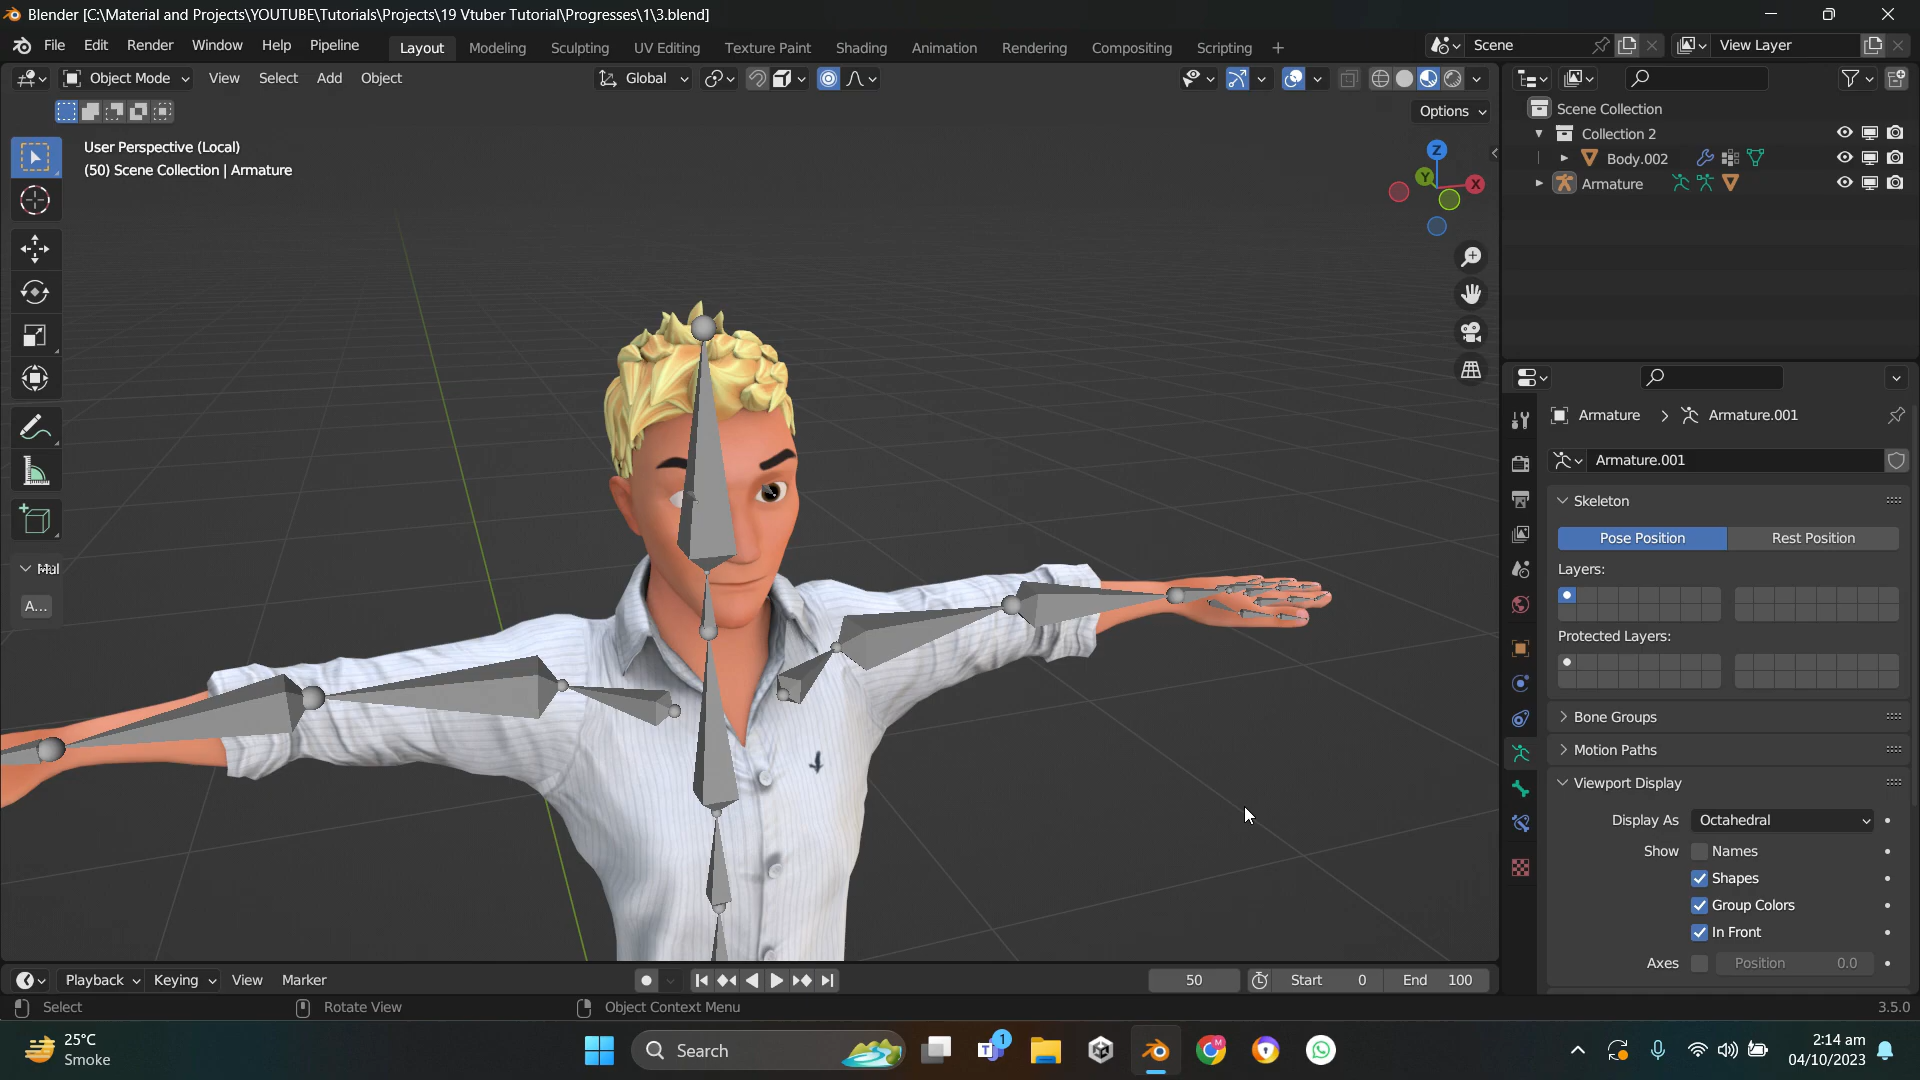 Blender [C:\Material and Projects\YOUTUBE\Tutorials\Projects\19 Vtuber Tutorial\Progresses\1\3.blend]
File Edit Render Window Help Pipeline Layout Modeling Sculpting UV Editing Texture Paint Shading Animation Rendering Compositing Scripting + Scene View Layer
Object Mode View Select Add Object Global
Options
User Perspective (Local)
(50) Scene Collection | Armature
Z
Y
X
A...
Scene Collection
Collection 2
Body.002
Armature
Armature > Armature.001
Armature.001
Skeleton
Pose Position Rest Position
Layers:
Protected Layers:
Bone Groups
Motion Paths
Viewport Display
Display As Octahedral
Show Names
Shapes
Group Colors
In Front
Axes Position 0.0
Playback Keying View Marker 50 Start 0 End 100
Select Rotate View Object Context Menu 3.5.0
25°C
Smoke
Search
1
M
2:14 am
04/10/2023